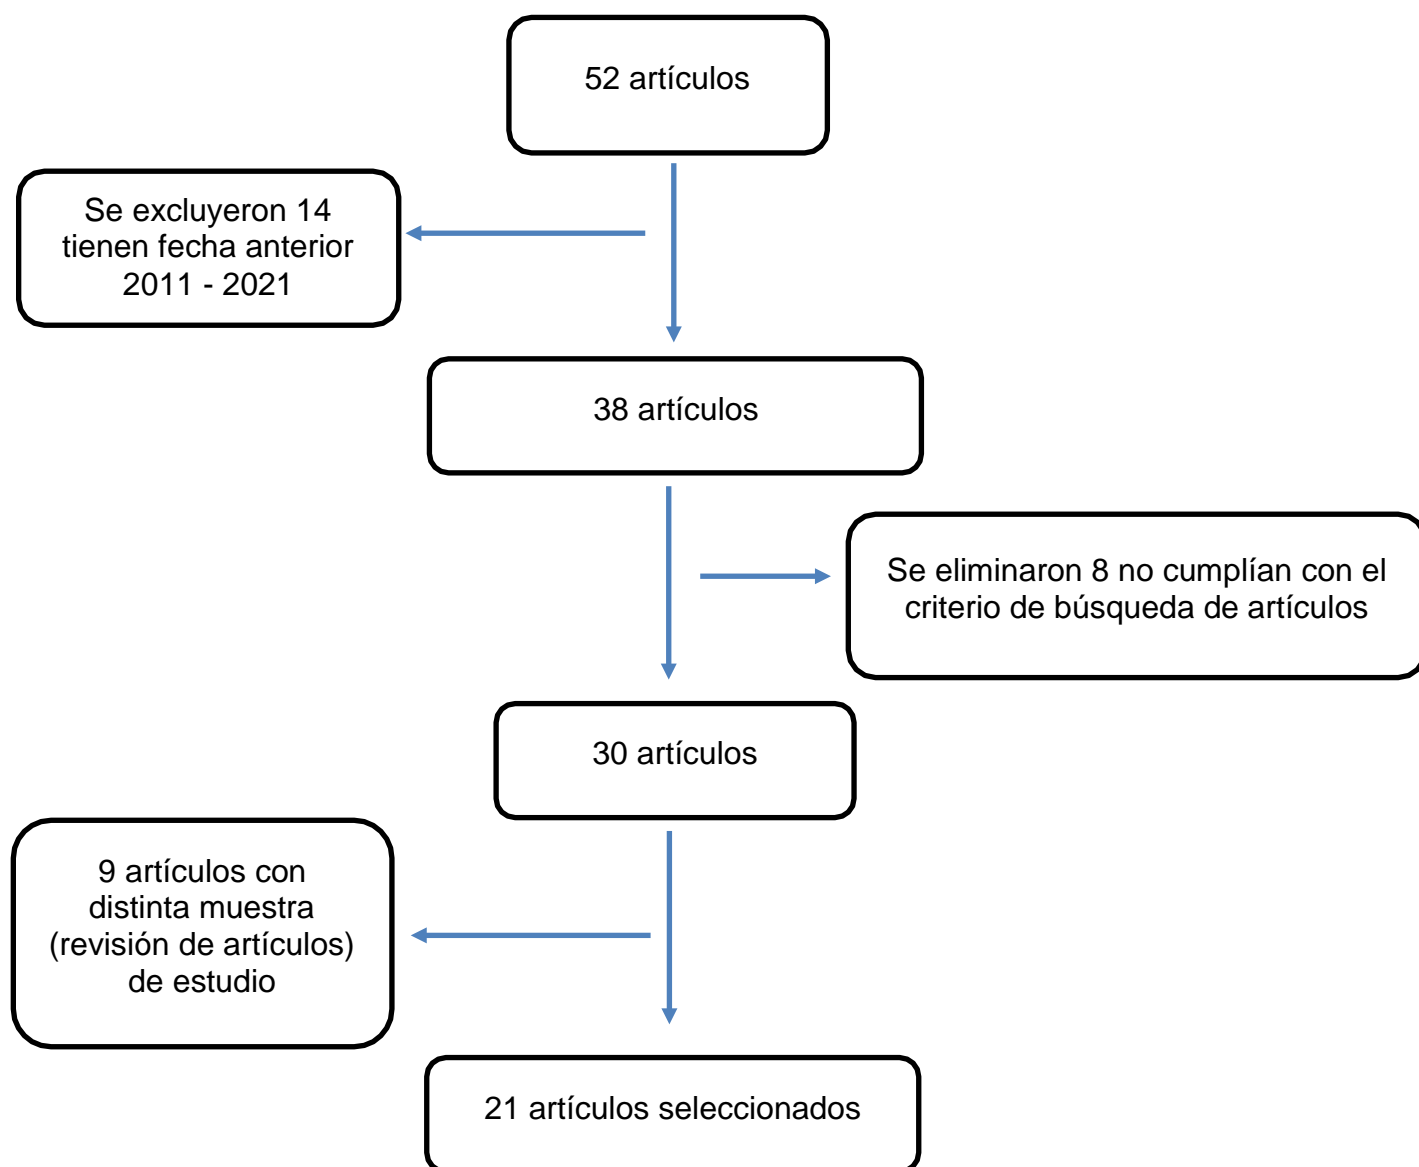 52 artículos
Se excluyeron 14
tienen fecha anterior
2011 - 2021
38 artículos
Se eliminaron 8 no cumplían con el
criterio de búsqueda de artículos
30 artículos
9 artículos con
distinta muestra
(revisión de artículos)
de estudio
21 artículos seleccionados